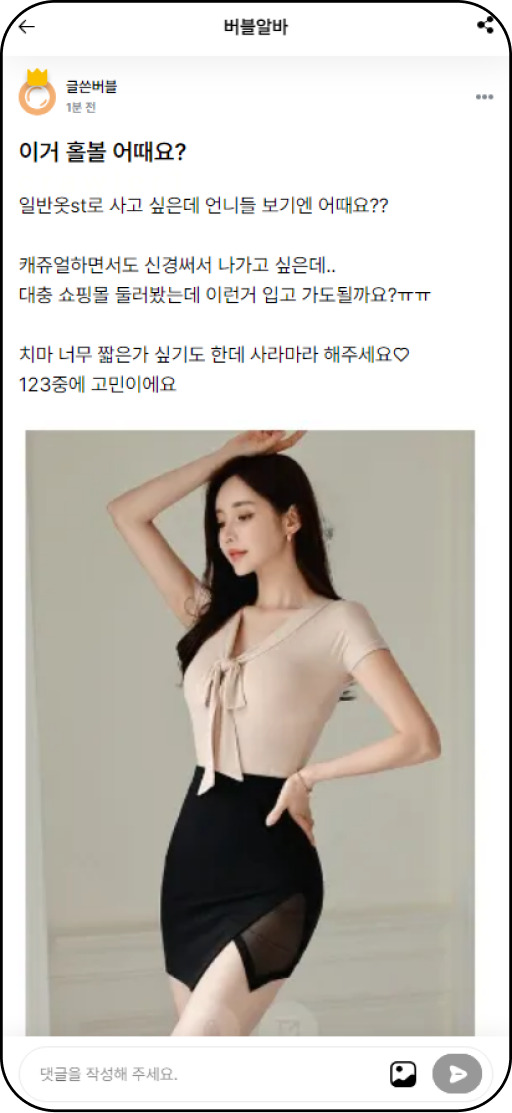 버블알바
글쓴버블
1분 전
이거 홀볼 어때요?
일반옷st로 사고 싶은데 언니들 보기엔 어때요??
캐쥬얼하면서도 신경써서 나가고 싶은데..
대충 쇼핑몰 둘러봤는데 이런거 입고 가도될까요?ㅠㅠ
치마 너무 짧은가 싶기도 한데 사라마라 해주세요♡
123중에 고민이에요
댓글을 작성해 주세요.